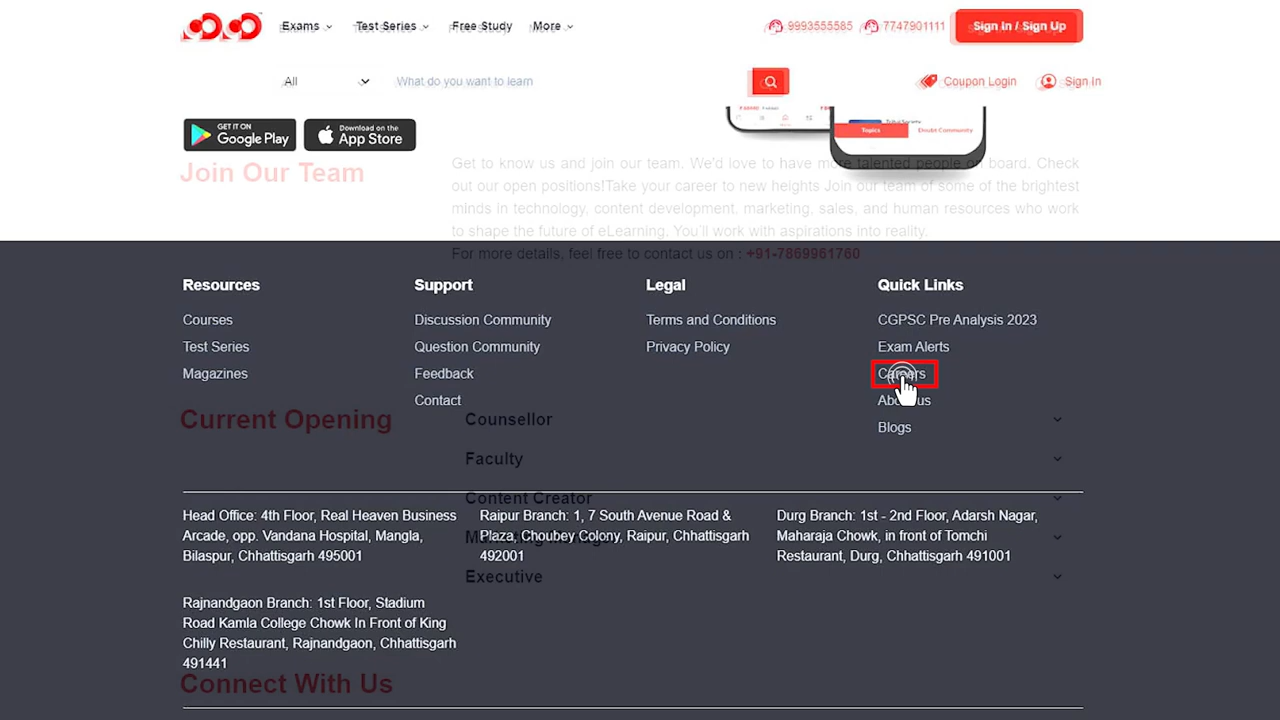 Exams Test Series Free Study More 9993555585 7747901111 Sign In / Sign Up
All What do you want to learn Coupon Login Sign In
GET IT ON Google Play Download on the App Store
Topics Doubt Community
Join Our Team
Get to know us and join our team. We'd love to have more talented people on board. Check
out our open positions!Take your career to new heights Join our team of some of the brightest
minds in technology, content development, marketing, sales, and human resources who work
to shape the future of eLearning. You'll work with aspirations into reality.
For more details, feel free to contact us on : +91-7869961760
Resources
Courses
Test Series
Magazines
Support
Discussion Community
Question Community
Feedback
Contact
Legal
Terms and Conditions
Privacy Policy
Quick Links
CGPSC Pre Analysis 2023
Exam Alerts
Careers
About us
Blogs
Current Opening
Counsellor
Faculty
Content Creator
Executive
Head Office: 4th Floor, Real Heaven Business
Arcade, opp. Vandana Hospital, Mangla,
Bilaspur, Chhattisgarh 495001
Raipur Branch: 1, 7 South Avenue Road &
Plaza, Choubey Colony, Raipur, Chhattisgarh
492001
Durg Branch: 1st - 2nd Floor, Adarsh Nagar,
Maharaja Chowk, in front of Tomchi
Restaurant, Durg, Chhattisgarh 491001
Rajnandgaon Branch: 1st Floor, Stadium
Road Kamla College Chowk In Front of King
Chilly Restaurant, Rajnandgaon, Chhattisgarh
491441
Connect With Us